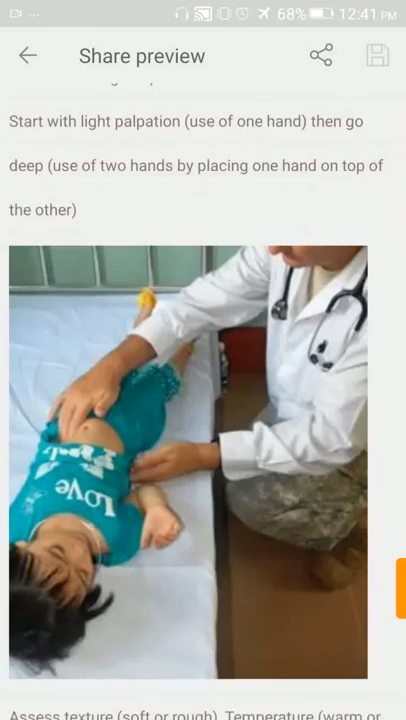 68% 12:41 PM
Share preview
Start with light palpation (use of one hand) then go
deep (use of two hands by placing one hand on top of
the other)
LOVE
Assess texture (soft or rough), Temperature (warm or